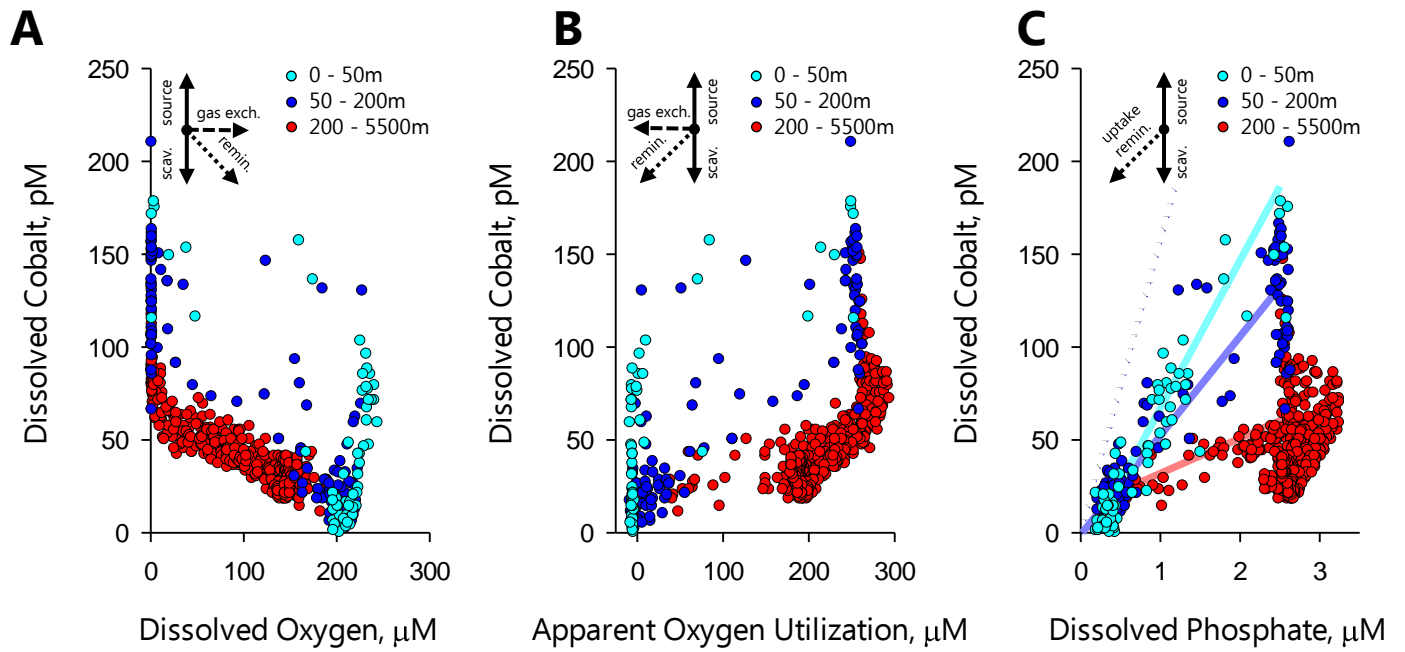 A
B
C
250
200
150
100
50
0
0
100
200
300
Dissolved Cobalt, pM
Dissolved Oxygen, μM
source
scav.
gas exch.
remin.
0 - 50m
50 - 200m
200 - 5500m
250
200
150
100
50
0
0
100
200
300
Dissolved Cobalt, pM
Apparent Oxygen Utilization, μM
source
scav.
gas exch.
remin.
0 - 50m
50 - 200m
200 - 5500m
250
200
150
100
50
0
0
1
2
3
Dissolved Cobalt, pM
Dissolved Phosphate, μM
source
scav.
uptake
remin.
0 - 50m
50 - 200m
200 - 5500m